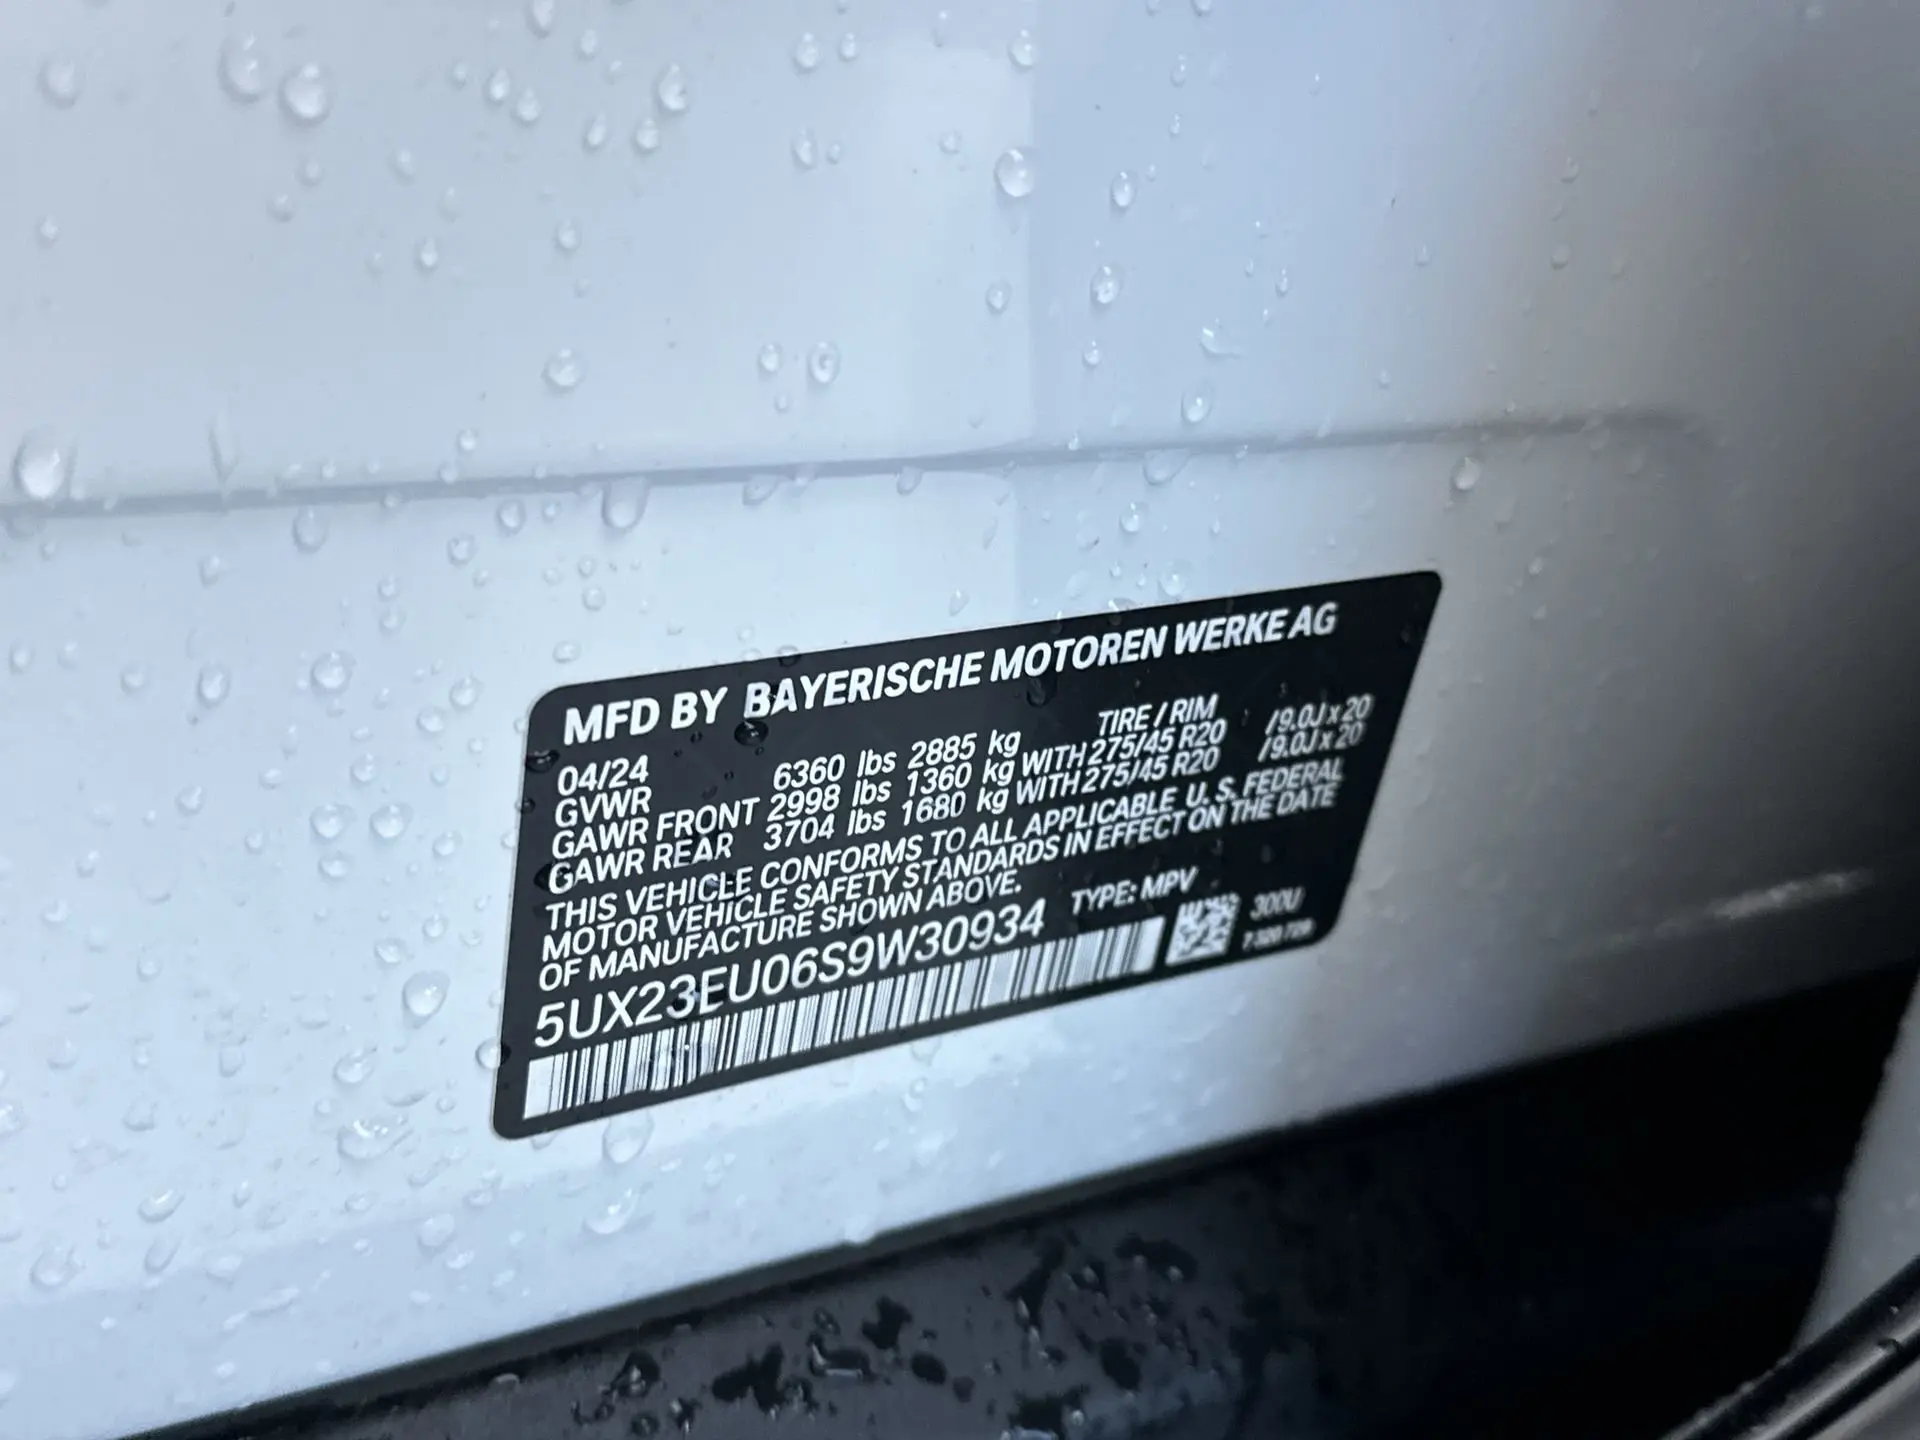 MFD BY BAYERISCHE MOTOREN WERKE AG
04/24 TIRE / RIM
GVWR 6360 lbs 2885 kg
GAWR FRONT 2998 lbs 1360 kg WITH 275/45 R20 /9.0J x 20
GAWR REAR 3704 lbs 1680 kg WITH 275/45 R20 /9.0J x 20
THIS VEHICLE CONFORMS TO ALL APPLICABLE U. S. FEDERAL
MOTOR VEHICLE SAFETY STANDARDS IN EFFECT ON THE DATE
OF MANUFACTURE SHOWN ABOVE.
5UX23EU06S9W30934 TYPE: MPV
300U